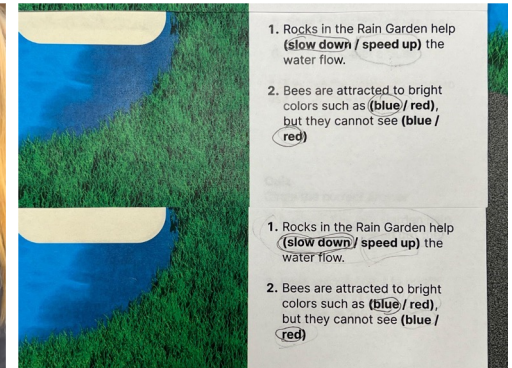 1. Rocks in the Rain Garden help
(slow down / speed up) the
water flow.
2. Bees are attracted to bright
colors such as (blue / red),
but they cannot see (blue /
red)
1. Rocks in the Rain Garden help
(slow down / speed up) the
water flow.
2. Bees are attracted to bright
colors such as (blue / red),
but they cannot see (blue /
red)